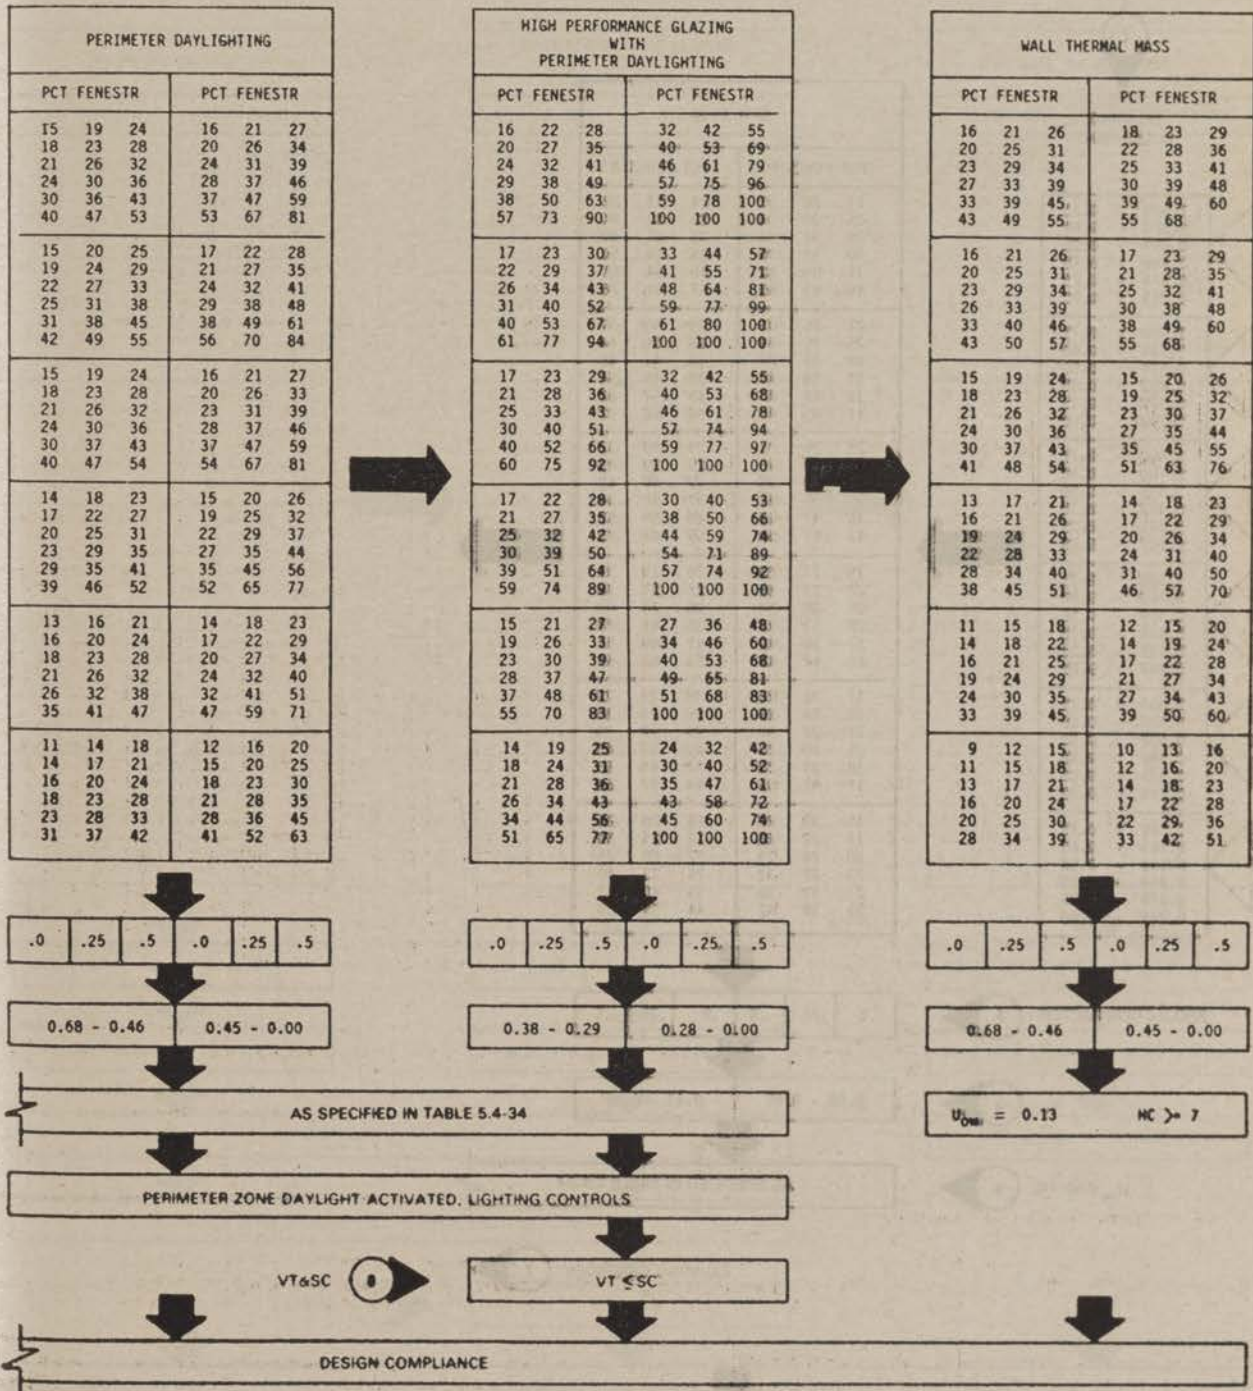 PERIMETER DAYLIGHTING
PCT FENESTR PCT FENESTR
15 19 24 16 21 27
18 23 28 20 26 34
21 26 32 24 31 39
24 30 36 28 37 46
30 36 43 37 47 59
40 47 53 53 67 81
15 20 25 17 22 28
19 24 29 21 27 35
22 27 33 24 32 41
25 31 38 29 38 48
31 38 45 38 49 61
42 49 55 56 70 84
15 19 24 16 21 27
18 23 28 20 26 33
21 26 32 23 31 39
24 30 36 28 37 46
30 37 43 37 47 59
40 47 54 54 67 81
14 18 23 15 20 26
17 22 27 19 25 32
20 25 31 22 29 37
23 29 35 27 35 44
29 35 41 35 45 56
39 46 52 52 65 77
13 16 21 14 18 23
16 20 24 17 22 29
18 23 28 20 27 34
21 26 32 24 32 40
26 32 38 32 41 51
35 41 47 47 59 71
11 14 18 12 16 20
14 17 21 15 20 25
16 20 24 18 23 30
18 23 28 21 28 35
23 28 33 28 36 45
31 37 42 41 52 63
.0 .25 .5 .0 .25 .5
0.68 - 0.46 0.45 - 0.00
HIGH PERFORMANCE GLAZING
WITH
PERIMETER DAYLIGHTING
PCT FENESTR PCT FENESTR
16 22 28 32 42 55
20 27 35 40 53 69
24 32 41 46 61 79
29 38 49 57 75 96
38 50 63 59 78 100
57 73 90 100 100 100
17 23 30 33 44 57
22 29 37 41 55 71
26 34 43 48 64 81
31 40 52 59 77 99
40 53 67 61 80 100
61 77 94 100 100 100
17 23 29 32 42 55
21 28 36 40 53 68
25 33 43 46 61 78
30 40 51 57 74 94
40 52 66 59 77 97
60 75 92 100 100 100
17 22 28 30 40 53
21 27 35 38 50 66
25 32 42 44 59 74
30 39 50 54 71 89
39 51 64 57 74 92
59 74 89 100 100 100
15 21 27 27 36 48
19 26 33 34 46 60
23 30 39 40 53 68
28 37 47 49 65 81
37 48 61 51 68 83
55 70 83 100 100 100
14 19 25 24 32 42
18 24 31 30 40 52
21 28 36 35 47 61
26 34 43 43 58 72
34 44 56 45 60 74
51 65 77 100 100 100
.0 .25 .5 .0 .25 .5
0.38 - 0.29 0.28 - 0.00
WALL THERMAL MASS
PCT FENESTR PCT FENESTR
16 21 26 18 23 29
20 25 31 22 28 36
23 29 34 25 33 41
27 33 39 30 39 48
33 39 45 39 49 60
43 49 55 55 68
16 21 26 17 23 29
20 25 31 21 28 35
23 29 34 25 32 41
26 33 39 30 38 48
33 40 46 38 49 60
43 50 57 55 68
15 19 24 15 20 26
18 23 28 19 25 32
21 26 32 23 30 37
24 30 36 27 35 44
30 37 43 35 45 55
41 48 54 51 63 76
13 17 21 14 18 23
16 21 26 17 22 29
19 24 29 20 26 34
22 28 33 24 31 40
28 34 40 31 40 50
38 45 51 46 57 70
11 15 18 12 15 20
14 18 22 14 19 24
16 21 25 17 22 28
19 24 29 21 27 34
24 30 35 27 34 43
33 39 45 39 50 60
9 12 15 10 13 16
11 15 18 12 16 20
13 17 21 14 18 23
16 20 24 17 22 28
20 25 30 22 29 36
28 34 39 33 42 51
.0 .25 .5 .0 .25 .5
0.68 - 0.46 0.45 - 0.00
AS SPECIFIED IN TABLE 5.4-34
Uow = 0.13 HC >= 7
PERIMETER ZONE DAYLIGHT ACTIVATED, LIGHTING CONTROLS
VT&SC 8 VT ≤ SC
DESIGN COMPLIANCE